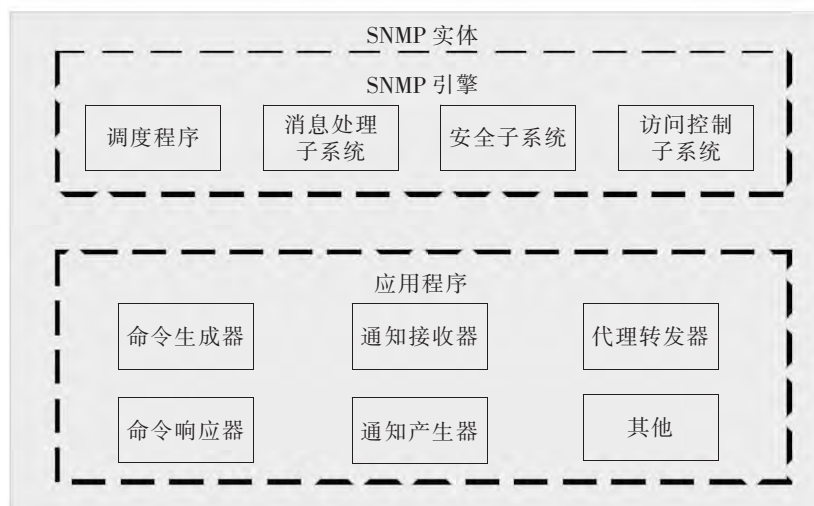 SNMP 实体
SNMP 引擎
调度程序
消息处理
子系统
安全子系统
访问控制
子系统
应用程序
命令生成器
通知接收器
代理转发器
命令响应器
通知产生器
其他